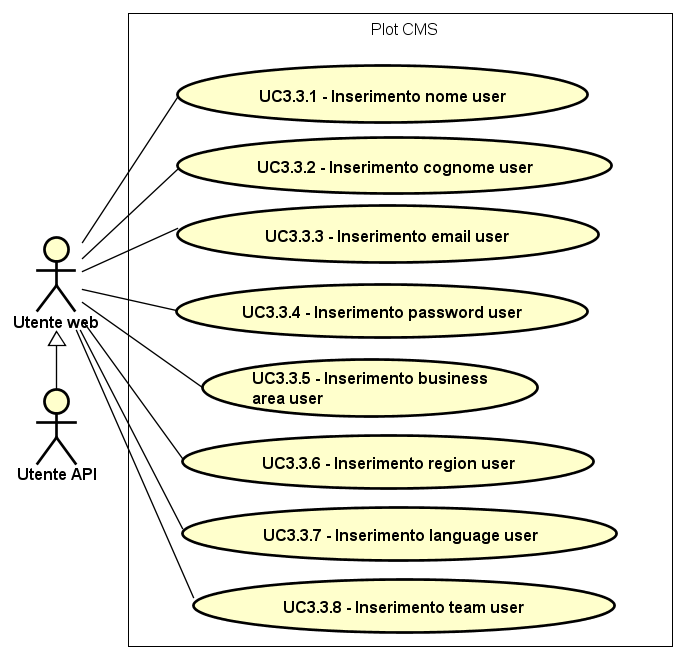 Plot CMS
UC3.3.1 - Inserimento nome user
UC3.3.2 - Inserimento cognome user
UC3.3.3 - Inserimento email user
UC3.3.4 - Inserimento password user
Utente web
UC3.3.5 - Inserimento business
area user
UC3.3.6 - Inserimento region user
Utente API
UC3.3.7 - Inserimento language user
UC3.3.8 - Inserimento team user